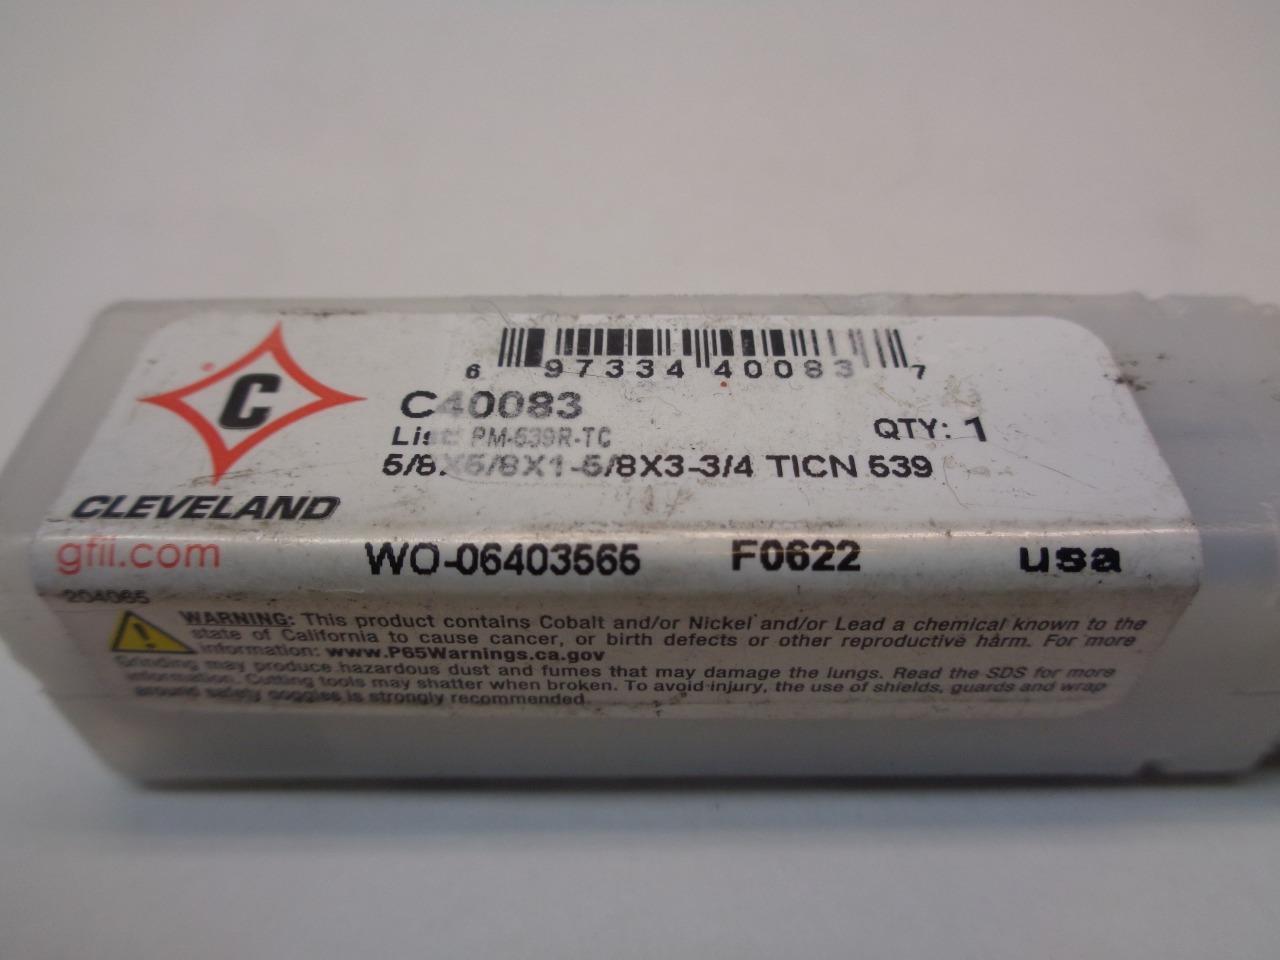 6 97334 40083 7
C
C40083
List: PM-539R-TC
QTY: 1
5/8X5/8X1-5/8X3-3/4 TICN 539
CLEVELAND
gfii.com
WO-06403565
F0622
usa
204065
WARNING: This product contains Cobalt and/or Nickel and/or Lead a chemical known to the
state of California to cause cancer, or birth defects or other reproductive harm. For more
information: www.P65Warnings.ca.gov
Grinding may produce hazardous dust and fumes that may damage the lungs. Read the SDS for more
information. Cutting tools may shatter when broken. To avoid injury, the use of shields, guards and wrap
around safety goggles is strongly recommended.